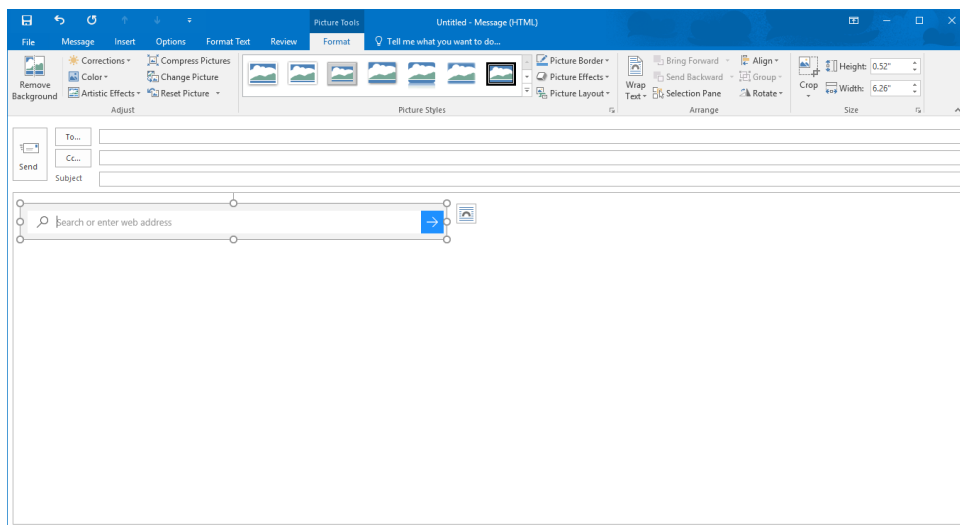 Picture Tools Untitled - Message (HTML)
File Message Insert Options Format Text Review Format Tell me what you want to do...
Remove Background
Corrections
Color
Artistic Effects
Compress Pictures
Change Picture
Reset Picture
Adjust
Picture Styles
Picture Border
Picture Effects
Picture Layout
Wrap Text
Bring Forward
Send Backward
Selection Pane
Align
Group
Rotate
Arrange
Crop
Height: 0.52"
Width: 6.26"
Size
Send
To...
Cc...
Subject
Search or enter web address